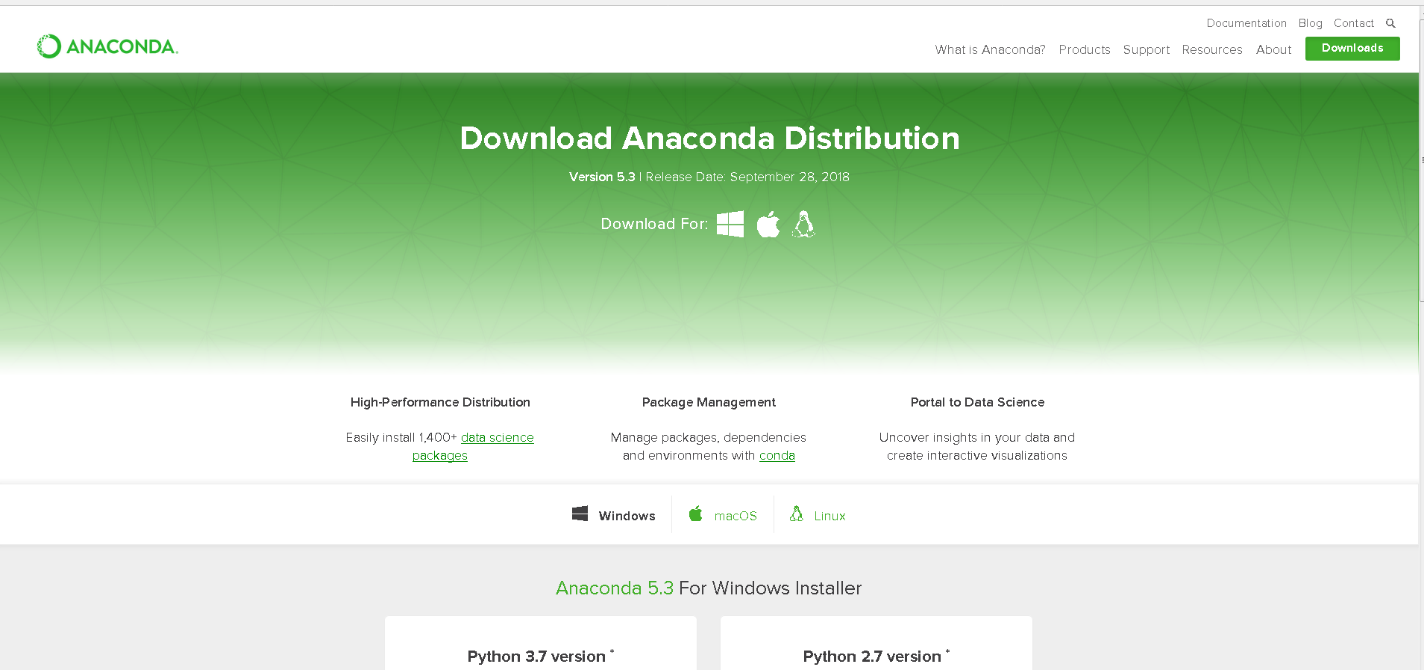 Documentation Blog Contact
ANACONDA.
What is Anaconda? Products Support Resources About Downloads
Download Anaconda Distribution
Version 5.3 | Release Date: September 28, 2018
Download For:
High-Performance Distribution
Easily install 1,400+ data science
packages
Package Management
Manage packages, dependencies
and environments with conda
Portal to Data Science
Uncover insights in your data and
create interactive visualizations
Windows macOS Linux
Anaconda 5.3 For Windows Installer
Python 3.7 version *
Python 2.7 version *